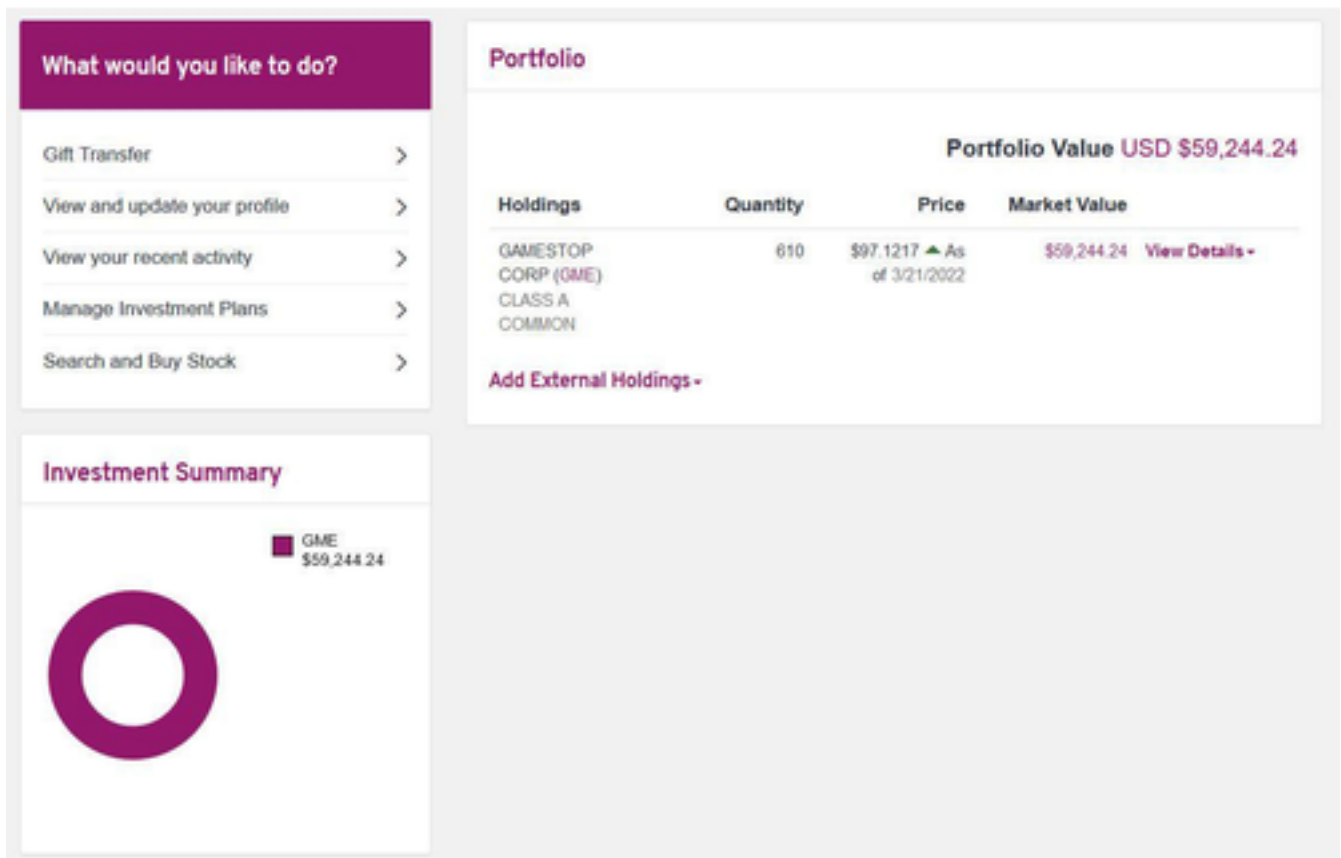 What would you like to do?
Gift Transfer
View and update your profile
View your recent activity
Manage Investment Plans
Search and Buy Stock
Portfolio
Portfolio Value USD $59,244.24
Holdings Quantity Price Market Value
GAMESTOP 610 $97.1217 As $59,244.24 View Details
CORP (GME) of 3/21/2022
CLASS A
COMMON
Add External Holdings
Investment Summary
GME
$59,244.24